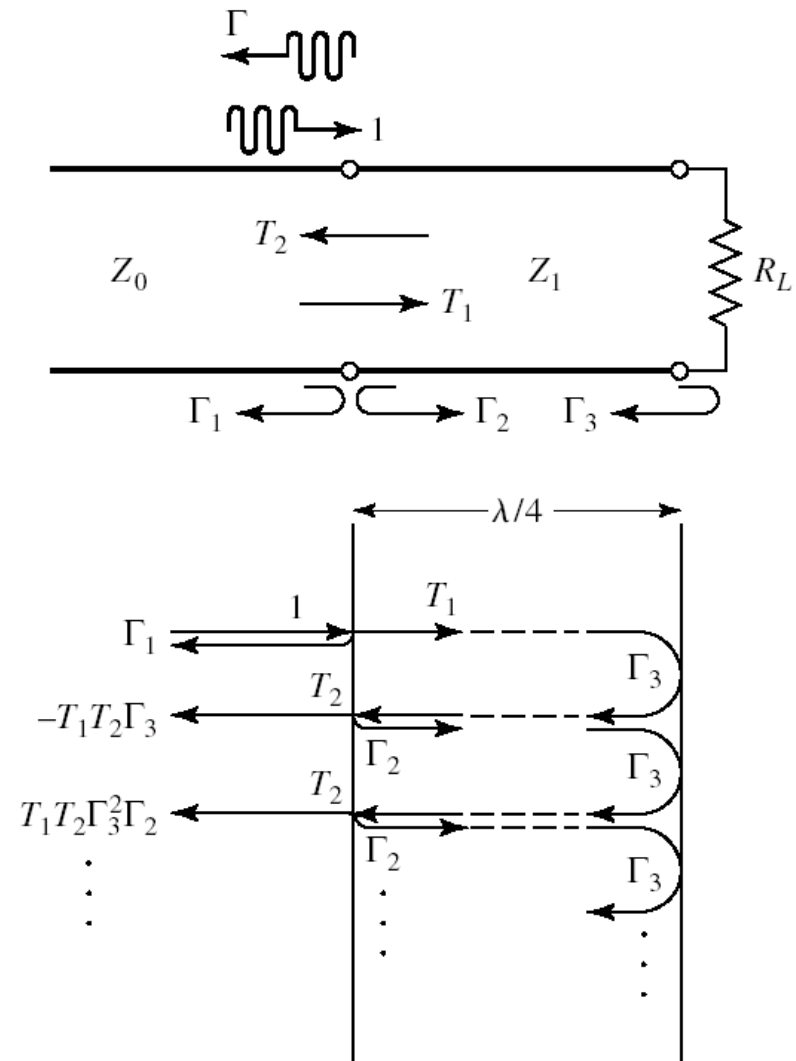 Γ
1
T₂
Z₀ Z₁ R_L
T₁
Γ₁ Γ₂ Γ₃
λ/4
1 T₁
Γ₁
Γ₃
T₂
–T₁T₂Γ₃
Γ₂
Γ₃
T₂
T₁T₂Γ₃²Γ₂
Γ₂
Γ₃